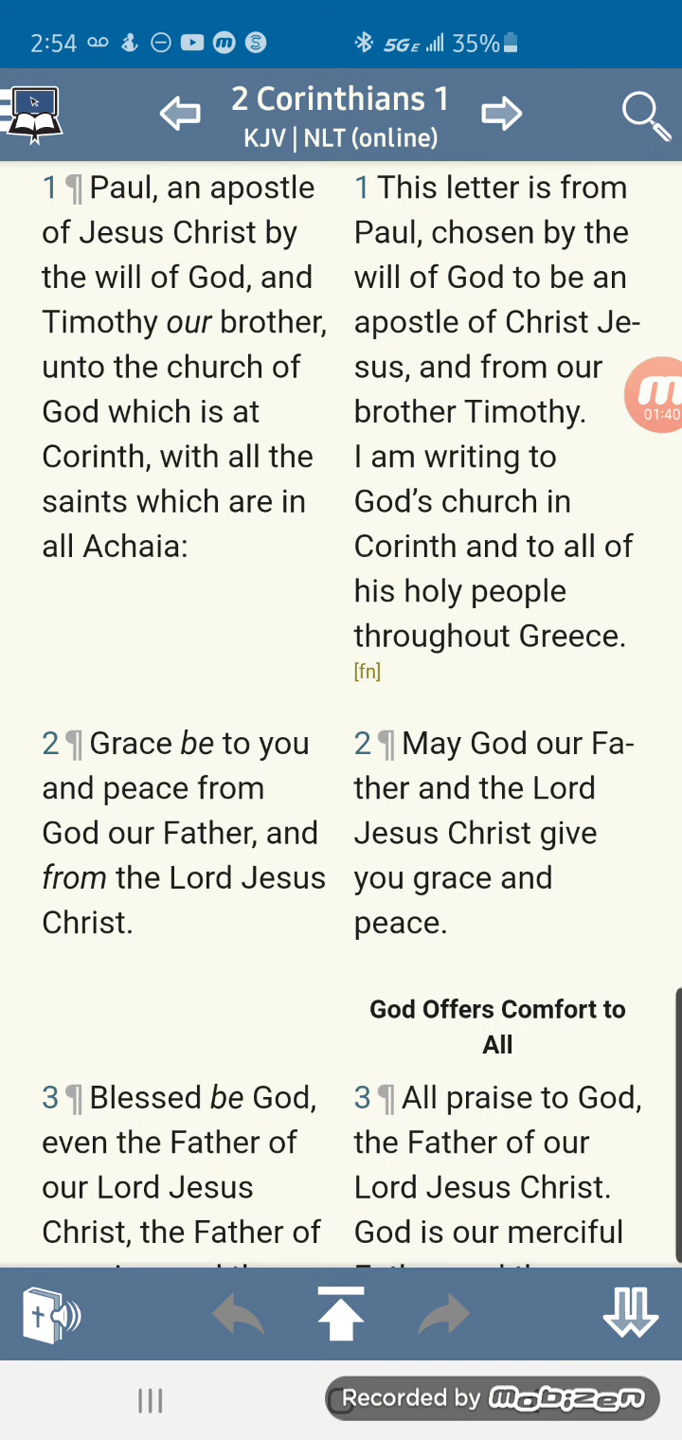 2:54
5GE
35%
2 Corinthians 1
KJV | NLT (online)
1 ¶ Paul, an apostle
of Jesus Christ by
the will of God, and
Timothy our brother,
unto the church of
God which is at
Corinth, with all the
saints which are in
all Achaia:
1 This letter is from
Paul, chosen by the
will of God to be an
apostle of Christ Je-
sus, and from our
brother Timothy.
I am writing to
God’s church in
Corinth and to all of
his holy people
throughout Greece.
[fn]
m
01:40
2 ¶ Grace be to you
and peace from
God our Father, and
from the Lord Jesus
Christ.
2 ¶ May God our Fa-
ther and the Lord
Jesus Christ give
you grace and
peace.
God Offers Comfort to
All
3 ¶ Blessed be God,
even the Father of
our Lord Jesus
Christ, the Father of
3 ¶ All praise to God,
the Father of our
Lord Jesus Christ.
God is our merciful
Recorded by mobizen